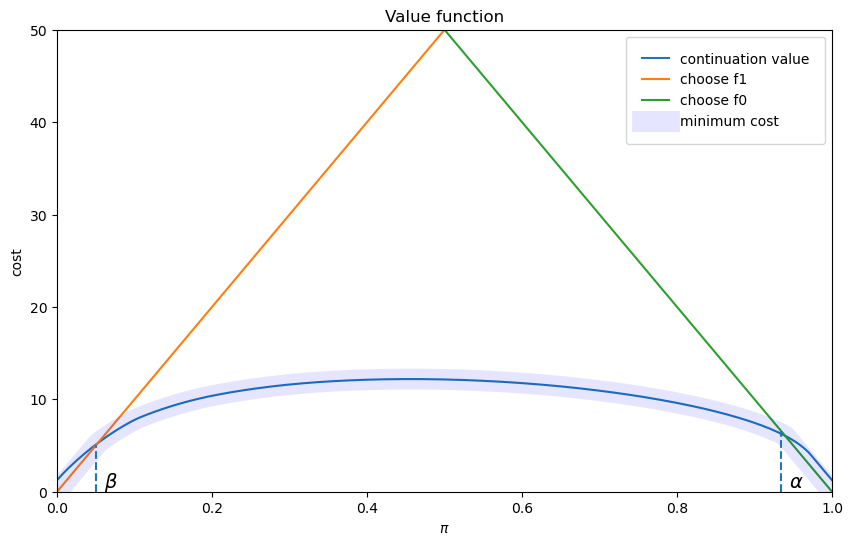 Value function
50
40
30
20
10
0
cost
continuation value
choose f1
choose f0
minimum cost
β
α
0.0 0.2 0.4 0.6 0.8 1.0
π